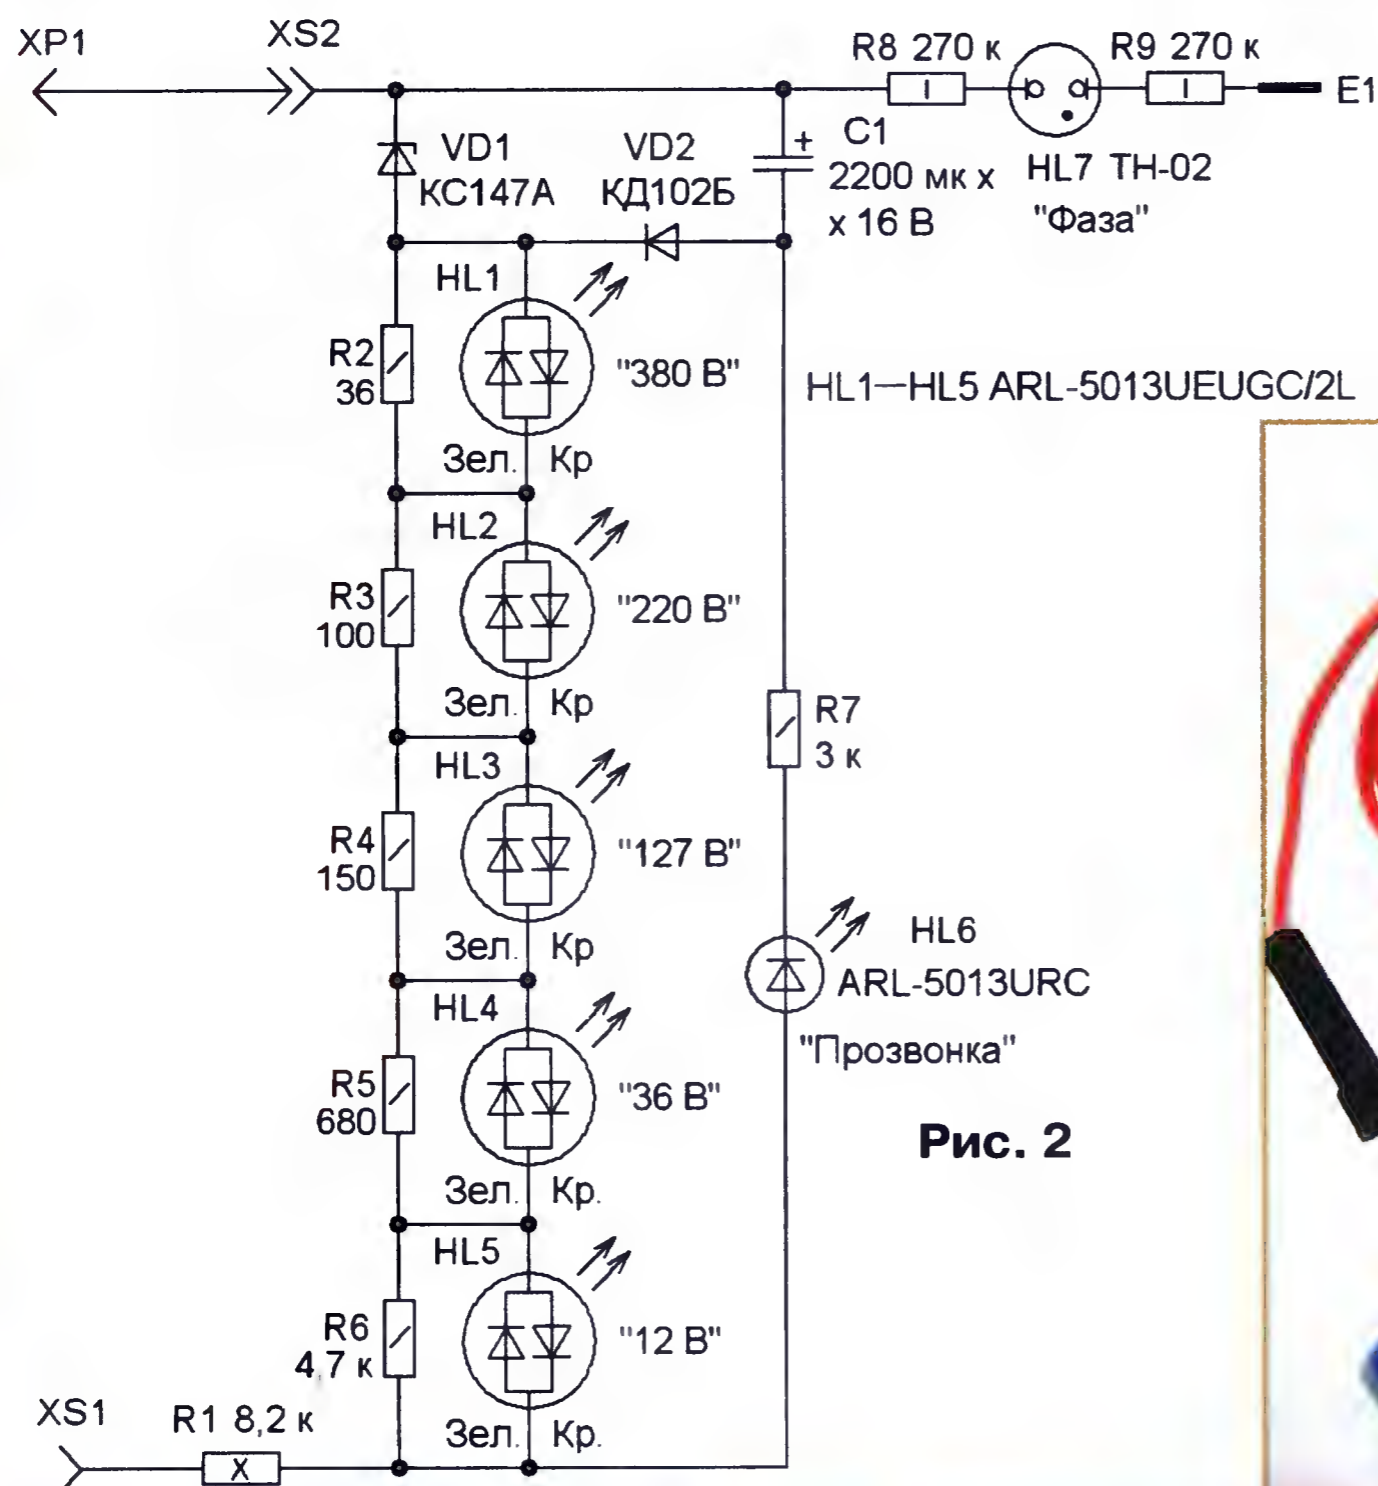 XP1
XS2
R8 270 к
R9 270 к
E1
VD1
КС147А
VD2
КД102Б
+ C1
2200 мк х
х 16 В
HL7 ТН-02
"Фаза"
HL1
R2
36
"380 В"
HL1—HL5 ARL-5013UEUGC/2L
Зел. Кр
HL2
R3
100
"220 В"
Зел. Кр
HL3
R7
3 к
R4
150
"127 В"
Зел. Кр
HL6
ARL-5013URC
"Прозвонка"
HL4
R5
680
"36 В"
Рис. 2
Зел. Кр.
HL5
R6
4,7 к
"12 В"
XS1
R1 8,2 к
Зел. Кр.